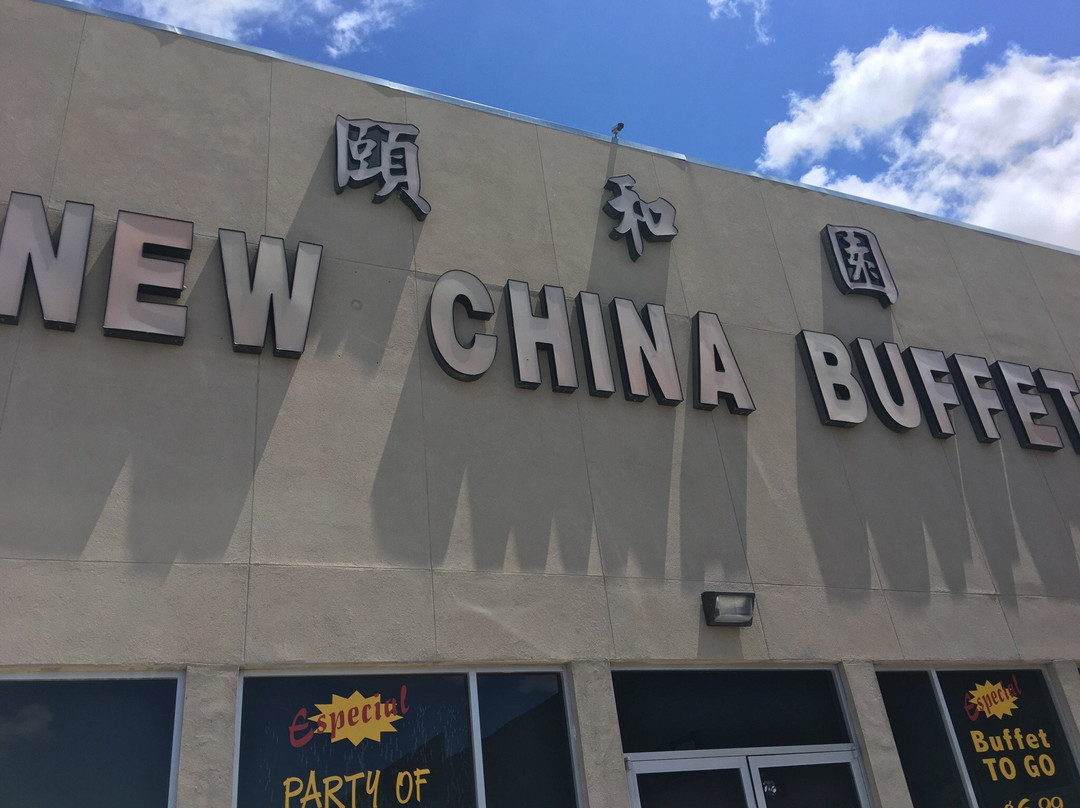 頤和園
NEW CHINA BUFFET
Especial
PARTY OF
Especial
Buffet
TO GO